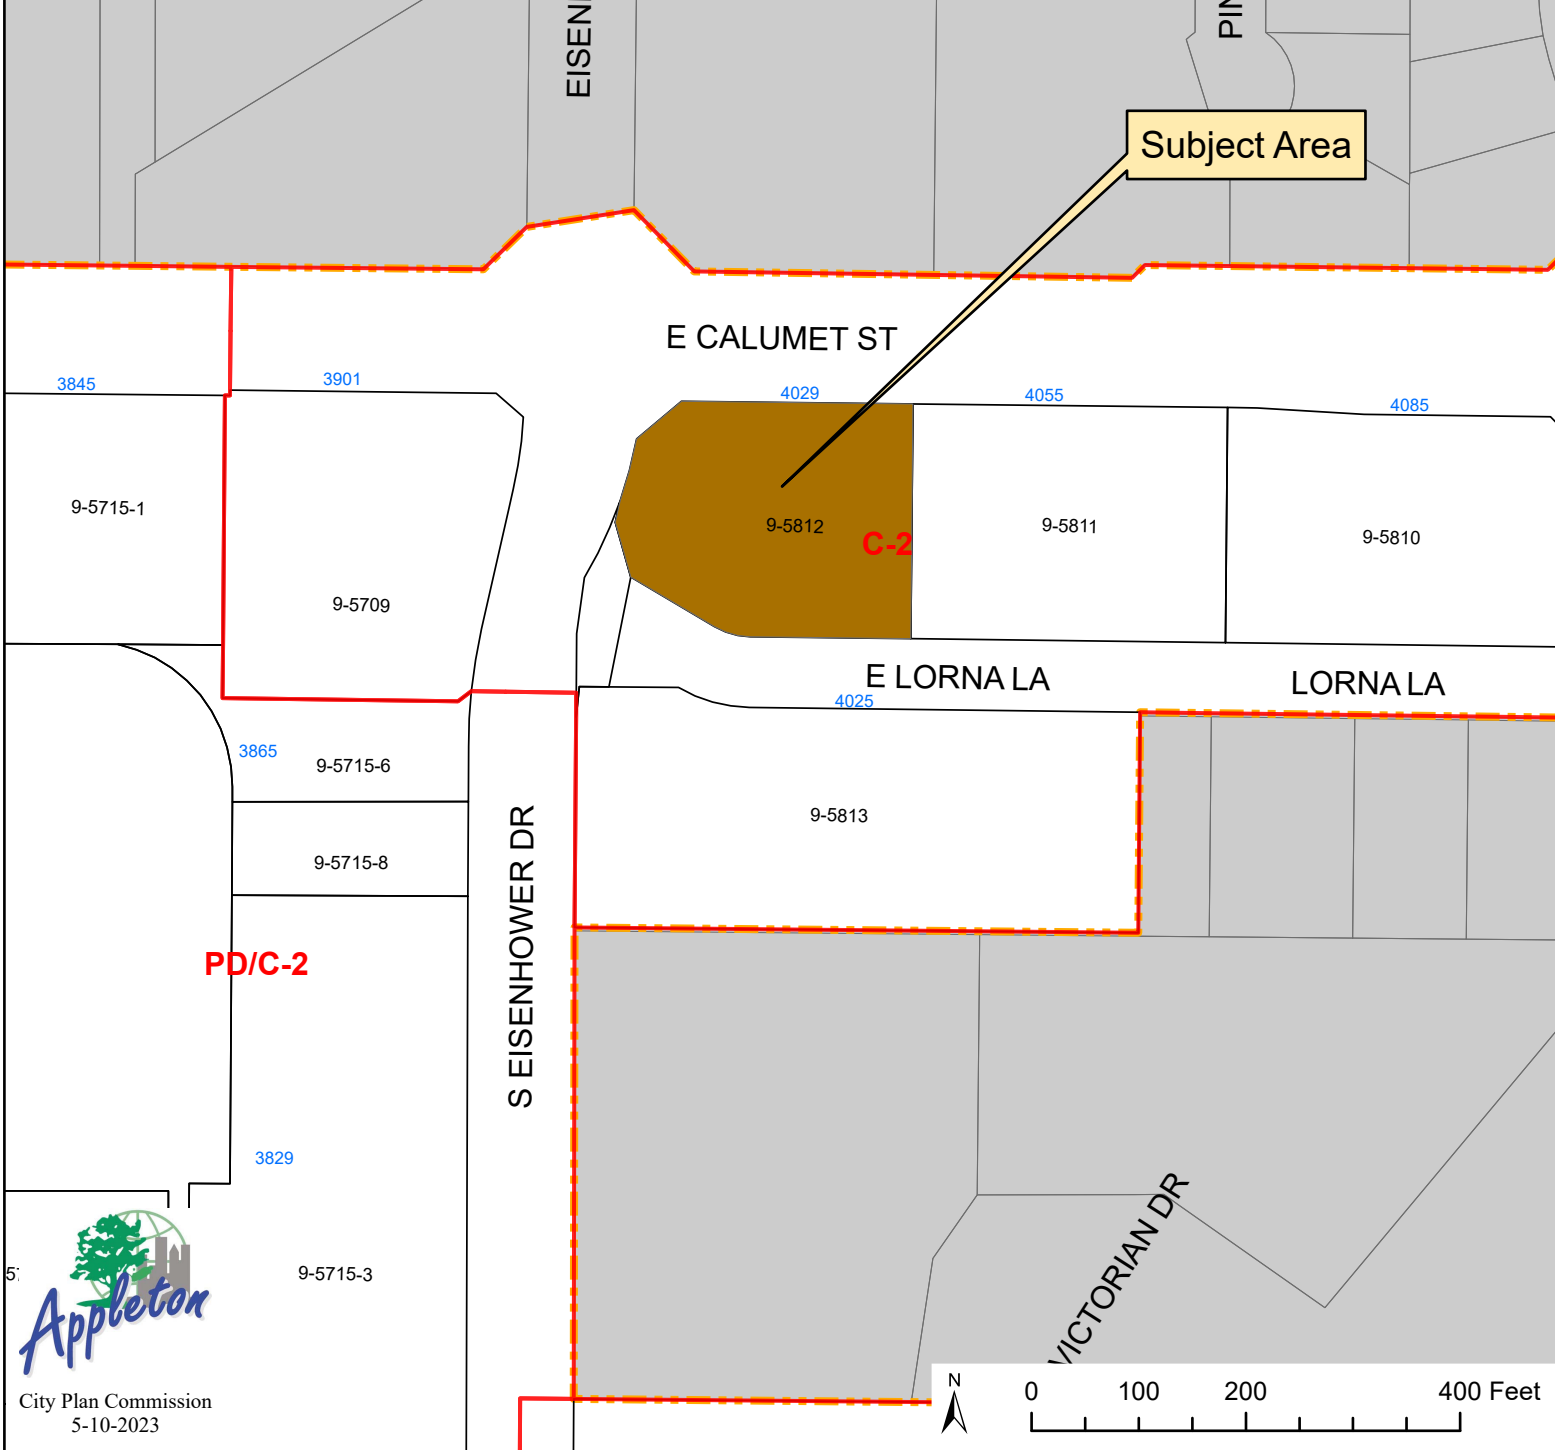 EISEN
PIN
Subject Area
E CALUMET ST
3845
3901
4029
4055
4085
9-5715-1
9-5812
C-2
9-5811
9-5810
9-5709
E LORNA LA
LORNA LA
4025
3865
9-5715-6
9-5813
9-5715-8
S EISENHOWER DR
PD/C-2
3829
VICTORIAN DR
9-5715-3
Appleton
City Plan Commission
5-10-2023
N
0 100 200 400 Feet